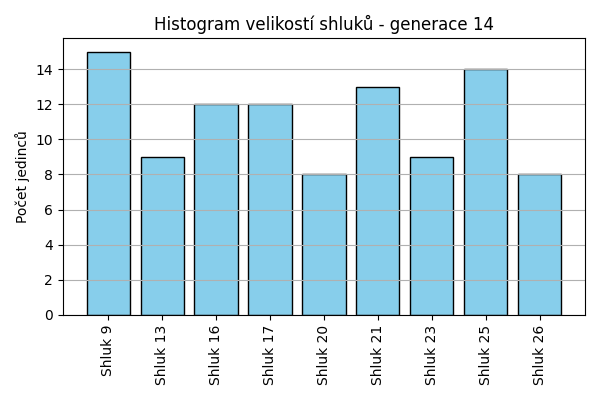 Histogram velikostí shluků - generace 14
Počet jedinců
14
12
10
8
6
4
2
0
Shluk 9
Shluk 13
Shluk 16
Shluk 17
Shluk 20
Shluk 21
Shluk 23
Shluk 25
Shluk 26